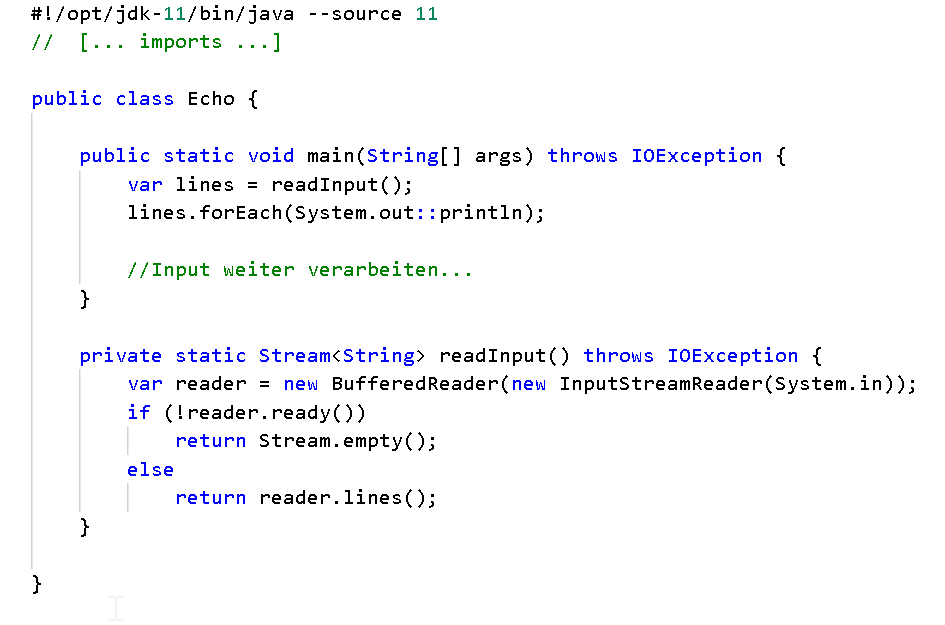 #!/opt/jdk-11/bin/java --source 11
//  [... imports ...]
public class Echo {
public static void main(String[] args) throws IOException {
var lines = readInput();
lines.forEach(System.out::println);
//Input weiter verarbeiten...
}
private static Stream<String> readInput() throws IOException {
var reader = new BufferedReader(new InputStreamReader(System.in));
if (!reader.ready())
return Stream.empty();
else
return reader.lines();
}
}